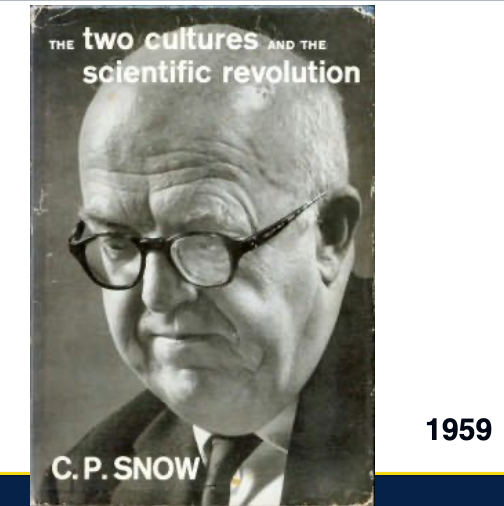 THE two cultures AND THE
scientific revolution
1959
C.P. SNOW